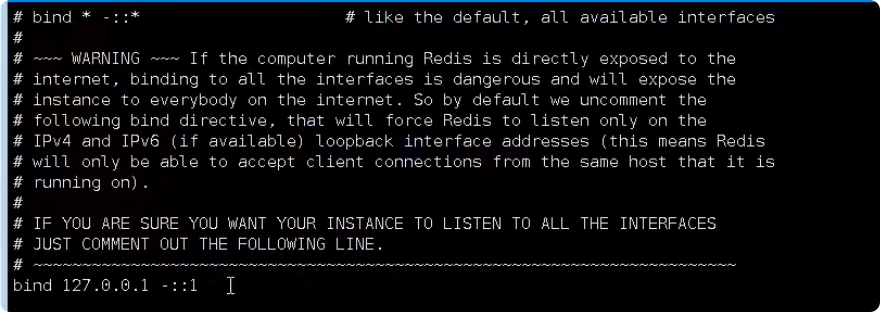 # bind * -::*                     # like the default, all available interfaces
#
# ~~~ WARNING ~~~ If the computer running Redis is directly exposed to the
# internet, binding to all the interfaces is dangerous and will expose the
# instance to everybody on the internet. So by default we uncomment the
# following bind directive, that will force Redis to listen only on the
# IPv4 and IPv6 (if available) loopback interface addresses (this means Redis
# will only be able to accept client connections from the same host that it is
# running on).
#
# IF YOU ARE SURE YOU WANT YOUR INSTANCE TO LISTEN TO ALL THE INTERFACES
# JUST COMMENT OUT THE FOLLOWING LINE.
# ~~~~~~~~~~~~~~~~~~~~~~~~~~~~~~~~~~~~~~~~~~~~~~~~~~~~~~~~~~~~~~~~~~~~~~~~
bind 127.0.0.1 -::1